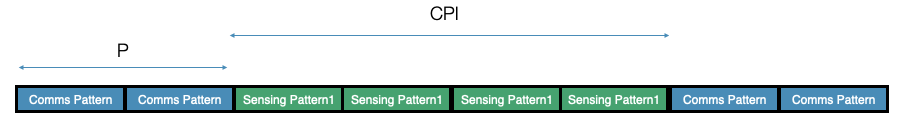 CPI
P
Comms Pattern Comms Pattern Sensing Pattern1 Sensing Pattern1 Sensing Pattern1 Sensing Pattern1 Comms Pattern Comms Pattern